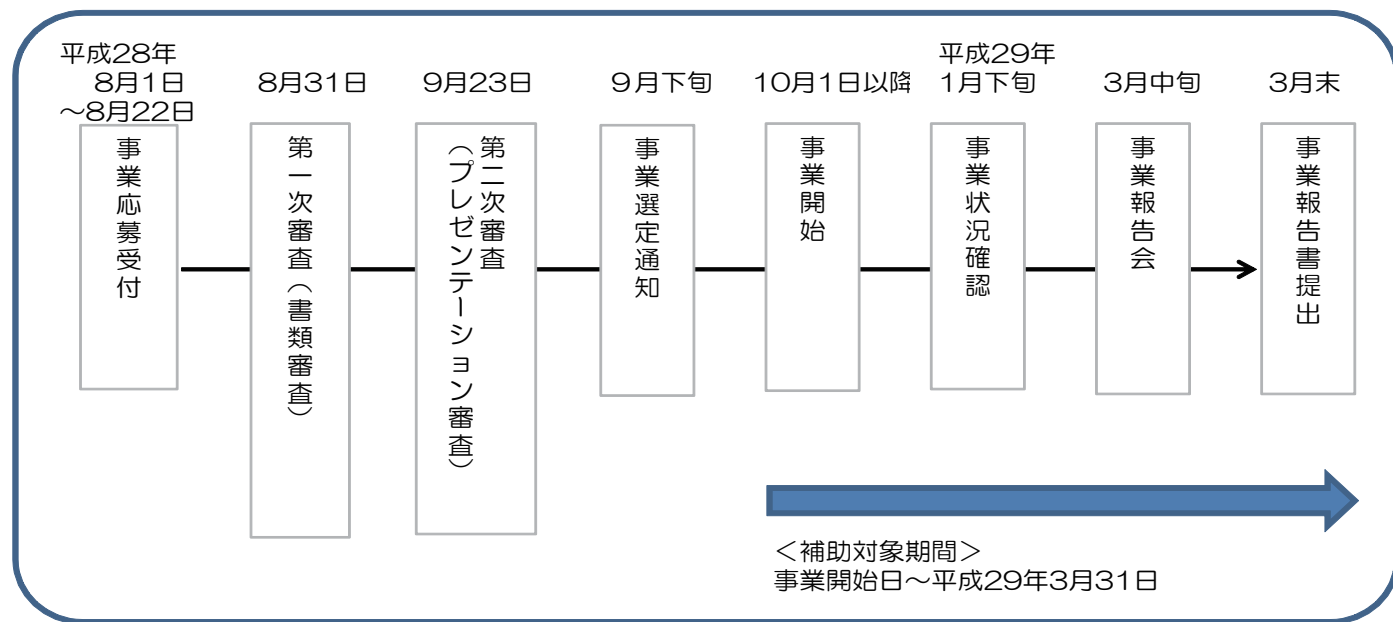 平成28年
8月1日
～8月22日
事業応募受付
8月31日
第一次審査（書類審査）
9月23日
第二次審査
（プレゼンテーション審査）
9月下旬
事業選定通知
10月1日以降
事業開始
平成29年
1月下旬
事業状況確認
3月中旬
事業報告会
3月末
事業報告書提出
＜補助対象期間＞
事業開始日～平成29年3月31日